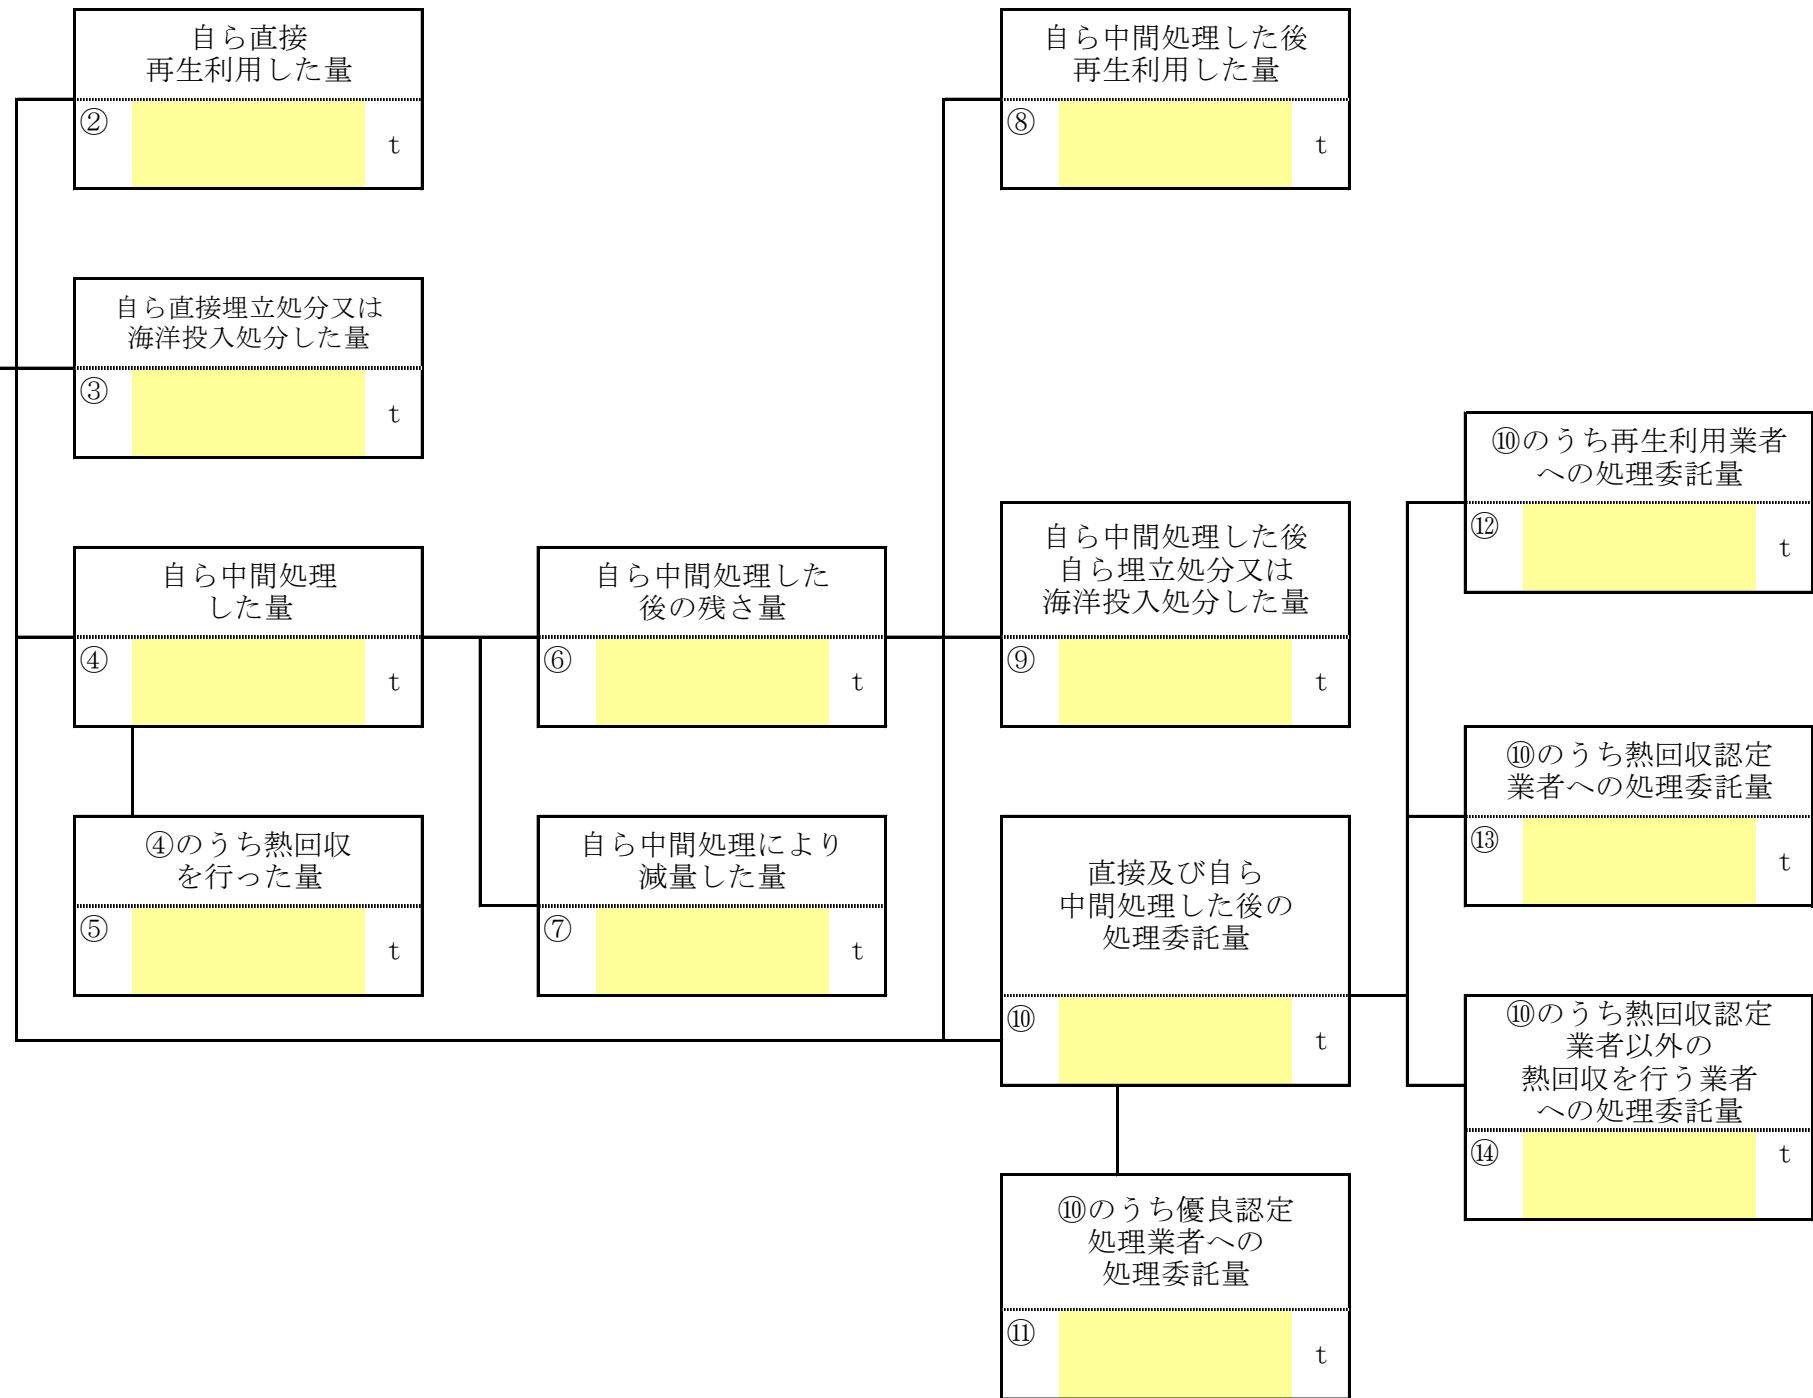 自ら直接
再生利用した量
②
t
自ら中間処理した後
再生利用した量
⑧
t
自ら直接埋立処分又は
海洋投入処分した量
③
t
⑩のうち再生利用業者
への処理委託量
⑫
t
自ら中間処理
した量
④
t
自ら中間処理した
後の残さ量
⑥
t
自ら中間処理した後
自ら埋立処分又は
海洋投入処分した量
⑨
t
⑩のうち熱回収認定
業者への処理委託量
⑬
t
④のうち熱回収
を行った量
⑤
t
自ら中間処理により
減量した量
⑦
t
直接及び自ら
中間処理した後の
処理委託量
⑩
t
⑩のうち熱回収認定
業者以外の
熱回収を行う業者
への処理委託量
⑭
t
⑩のうち優良認定
処理業者への
処理委託量
⑪
t